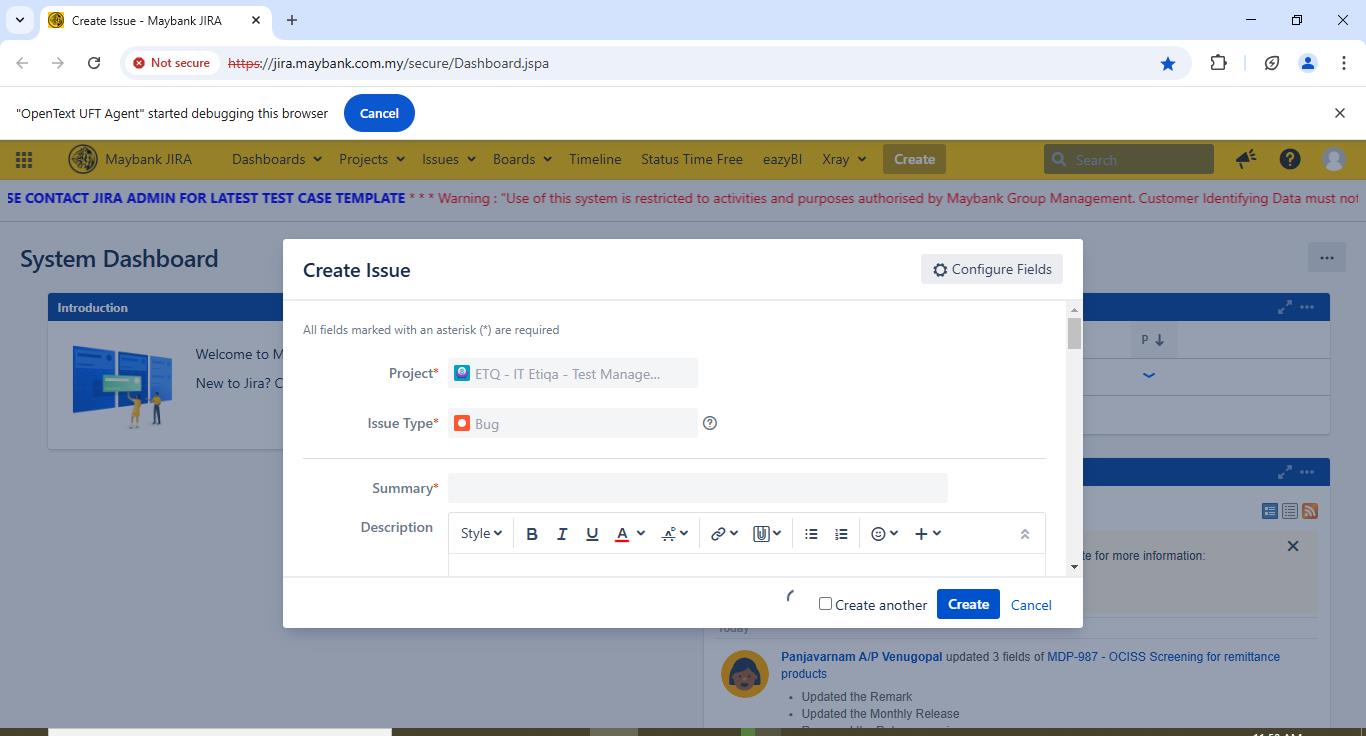 Create Issue - Maybank JIRA
Not secure https://jira.maybank.com.my/secure/Dashboard.jspa
"OpenText UFT Agent" started debugging this browser Cancel
Maybank JIRA Dashboards Projects Issues Boards Timeline Status Time Free eazyBI Xray Create Search
SE CONTACT JIRA ADMIN FOR LATEST TEST CASE TEMPLATE * * * Warning : "Use of this system is restricted to activities and purposes authorised by Maybank Group Management. Customer Identifying Data must not
System Dashboard
Introduction
Welcome to M
New to Jira? C
P
Create Issue
Configure Fields
All fields marked with an asterisk (*) are required
Project* ETQ - IT Etiqa - Test Manage...
Issue Type* Bug
Summary*
Description Style B I U A
te for more information:
Create another Create Cancel
Today
Panjavarnam A/P Venugopal updated 3 fields of MDP-987 - OCISS Screening for remittance
products
• Updated the Remark
• Updated the Monthly Release